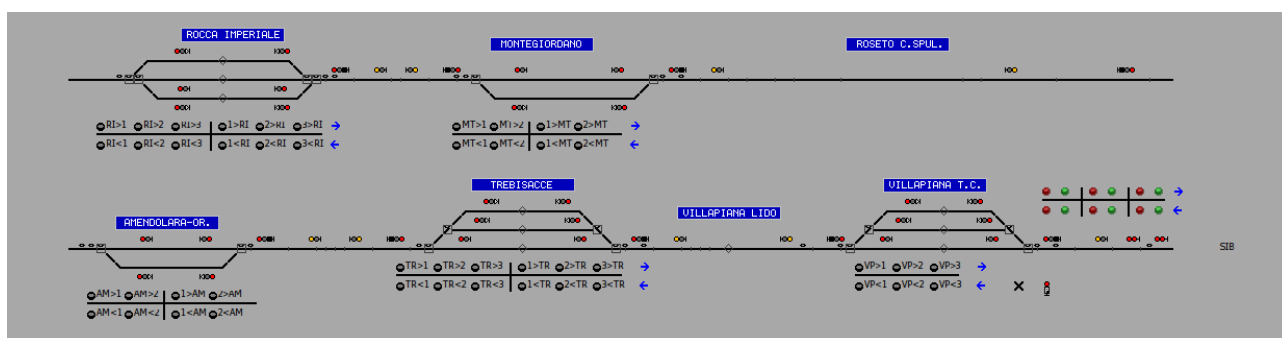 ROCCA IMPERIALE
MONTEGIORDANO
ROSETO C.SPUL.
RI>1 RI>2 RI>3 1>RI 2>RI 3>RI
RI<1 RI<2 RI<3 1<RI 2<RI 3<RI
MT>1 MT>2 1>MT 2>MT
MT<1 MT<2 1<MT 2<MT
TREBISACCE
VILLAPIANA T.C.
AMENDOLARA-OR.
VILLAPIANA LIDO
SIB
TR>1 TR>2 TR>3 1>TR 2>TR 3>TR
TR<1 TR<2 TR<3 1<TR 2<TR 3<TR
VP>1 VP>2 VP>3
VP<1 VP<2 VP<3
AM>1 AM>2 1>AM 2>AM
AM<1 AM<2 1<AM 2<AM